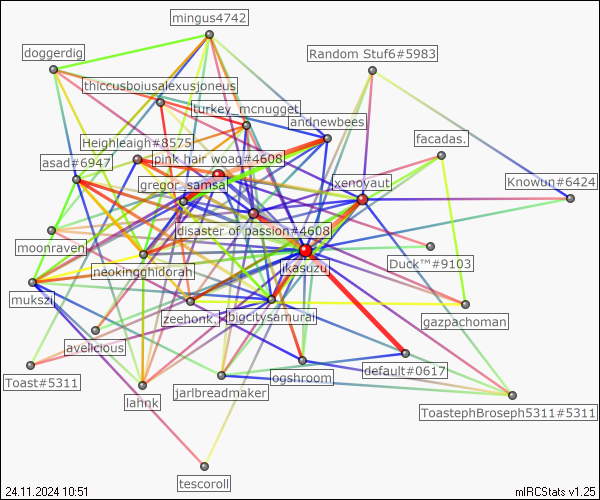 mingus4742
doggerdig
Random Stuf6#5983
thiccusboiusalexusjoneus
turkey_mcnugget
andnewbees
facadas.
Heighleaigh#8575
asad#6947
pink hair woag#4608
gregor_samsa
xenoyaut
Knowun#6424
disaster of passion#4608
moonraven
neokingghidorah
ikasuzu
Duck™#9103
mukszi
zeehonk.
bigcitysamurai
gazpachoman
avelicious
Toast#5311
ogshroom
default#0617
jarlbreadmaker
lahnk
ToastephBroseph5311#5311
tescoroll
24.11.2024 10:51
mIRCStats v1.25